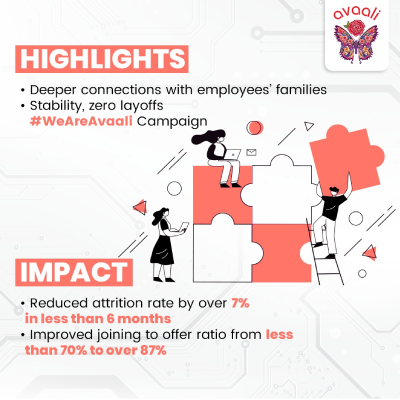 avaali
HIGHLIGHTS
• Deeper connections with employees' families
• Stability, zero layoffs
#WeAreAvaali Campaign
IMPACT
• Reduced attrition rate by over 7%
in less than 6 months
• Improved joining to offer ratio from less
than 70% to over 87%